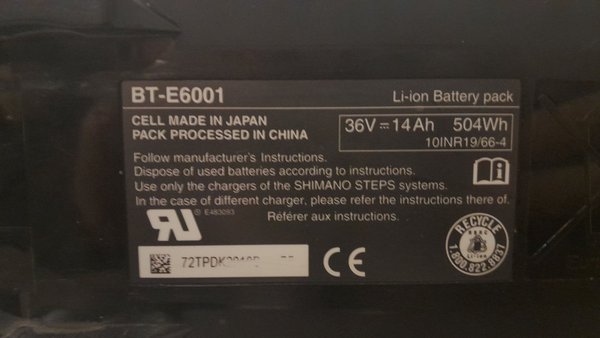 BT-E6001
Li-ion Battery pack
CELL MADE IN JAPAN
PACK PROCESSED IN CHINA
36V⎓14Ah 504Wh
10INR19/66-4
Follow manufacturer's Instructions.
Dispose of used batteries according to instructions.
Use only the chargers of the SHIMANO STEPS systems.
In the case of different charger, please refer the instructions there of.
Référer aux instructions.
E483093
RECYCLE
Li-ion
1.800.822.8837
CE